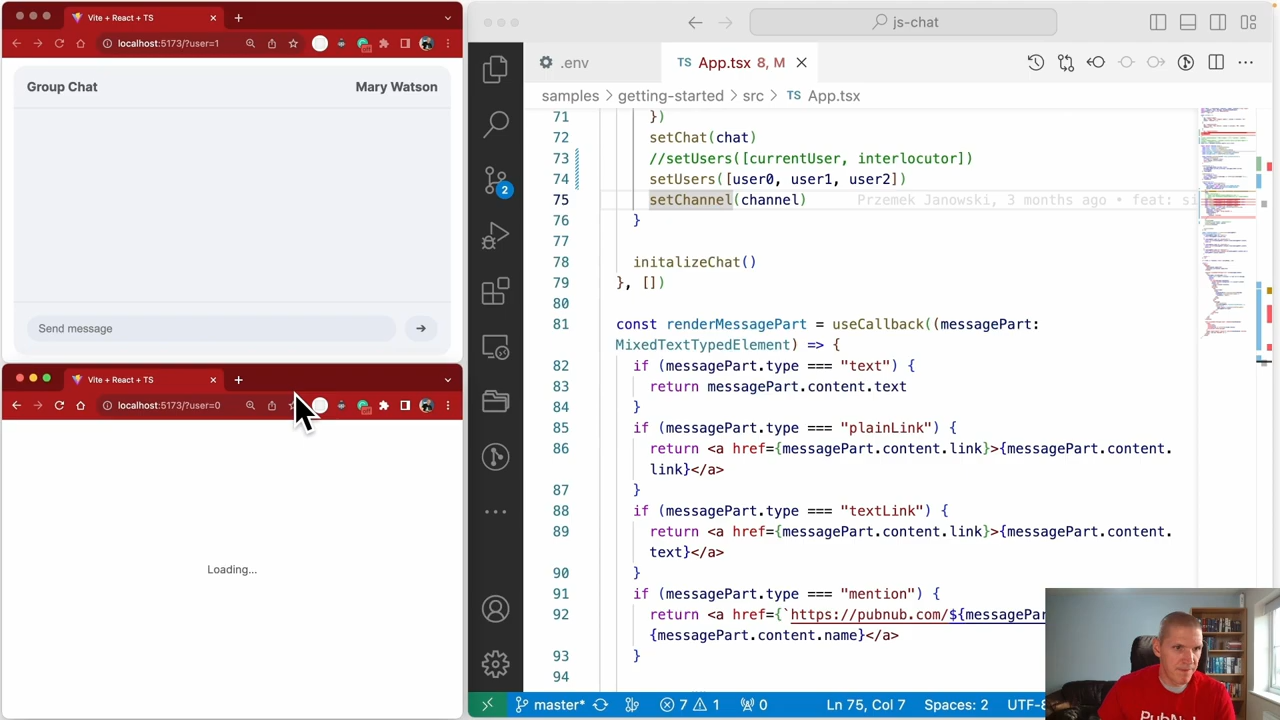 Vite + React + TS
localhost:5173/?user=1
Group Chat
Mary Watson
Send message
Vite + React + TS
localhost:5173/?user=0
Loading...
js-chat
.env
TS App.tsx 8, M
samples > getting-started > src > TS App.tsx
71 })
72 setChat(chat)
73 //setUsers([currentUser, interlocutor])
74 setUsers([user0, user1, user2])
75 setChannel(channel) 3 months ago • feat:
76 }
77
78 initalizeChat()
79 }, [])
80
81 const renderMessagePart = useCallback((messagePart:
MixedTextTypedElement) => {
82 if (messagePart.type === "text") {
83 return messagePart.content.text
84 }
85 if (messagePart.type === "plainLink") {
86 return <a href={messagePart.content.link}>{messagePart.content.
link}</a>
87 }
88 if (messagePart.type === "textLink") {
89 return <a href={messagePart.content.link}>{messagePart.content.
text}</a>
90 }
91 if (messagePart.type === "mention") {
92 return <a href={`https://pubnub.com/${messagePar
{messagePart.content.name}</a>
93 }
94
2
master*
7
1
0
Ln 75, Col 7
Spaces: 2
UTF-8
PubNub